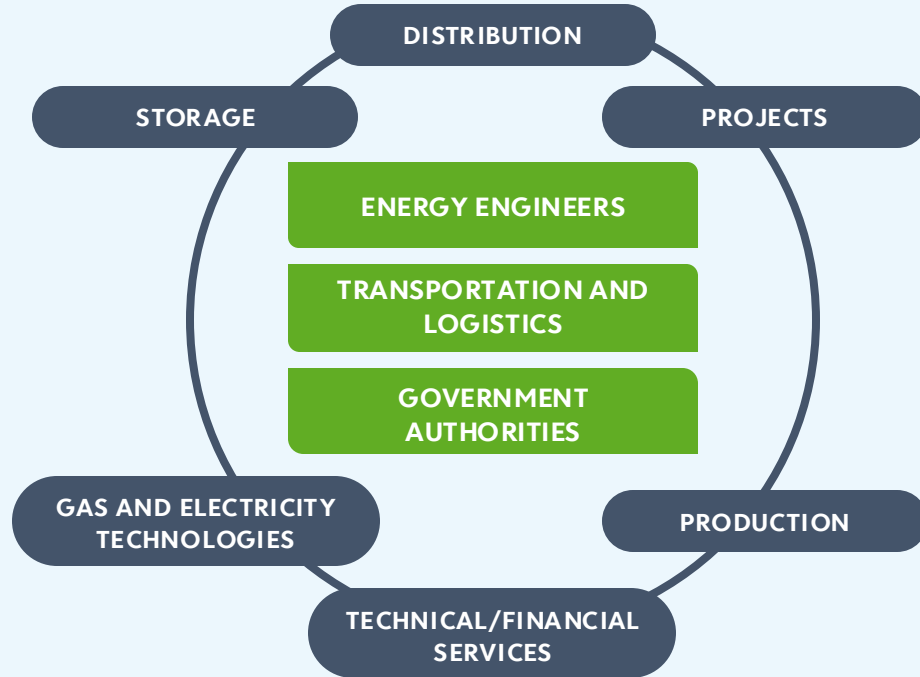 DISTRIBUTION
STORAGE
PROJECTS
ENERGY ENGINEERS
TRANSPORTATION AND
LOGISTICS
GOVERNMENT
AUTHORITIES
GAS AND ELECTRICITY
TECHNOLOGIES
PRODUCTION
TECHNICAL/FINANCIAL
SERVICES